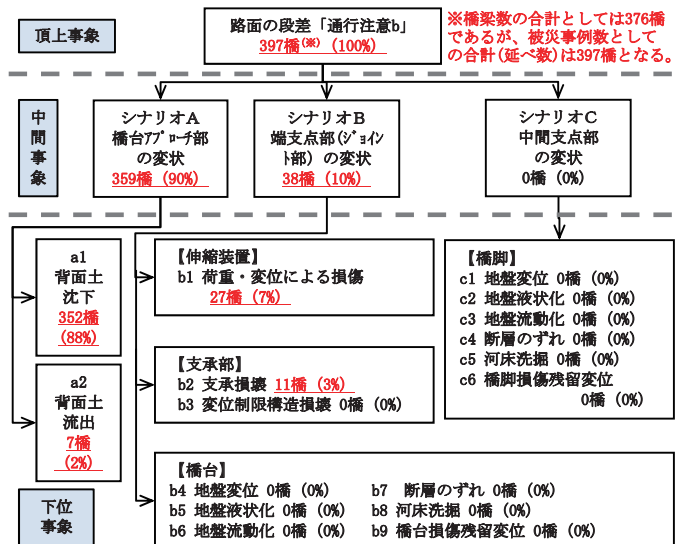 頂上事象
路面の段差「通行注意b」
397橋(※) (100%)
※橋梁数の合計としては376橋
であるが、被災事例数として
の合計(延べ数)は397橋となる。
中
間
事
象
シナリオA
橋台ｱﾌﾟﾛｰﾁ部
の変状
359橋 (90%)
シナリオB
端支点部(ｼﾞｮｲﾝ
ﾄ部) の変状
38橋 (10%)
シナリオC
中間支点部
の変状
0橋 (0%)
a1
背面土
沈下
352橋
(88%)
a2
背面土
流出
7橋
(2%)
【伸縮装置】
b1 荷重・変位による損傷
27橋 (7%)
【支承部】
b2 支承損壊 11橋 (3%)
b3 変位制限構造損壊 0橋 (0%)
【橋台】
b4 地盤変位 0橋 (0%)
b5 地盤液状化 0橋 (0%)
b6 地盤流動化 0橋 (0%)
b7 断層のずれ 0橋 (0%)
b8 河床洗掘 0橋 (0%)
b9 橋台損傷残留変位 0橋 (0%)
【橋脚】
c1 地盤変位 0橋 (0%)
c2 地盤液状化 0橋 (0%)
c3 地盤流動化 0橋 (0%)
c4 断層のずれ 0橋 (0%)
c5 河床洗掘 0橋 (0%)
c6 橋脚損傷残留変位
0橋 (0%)
下位
事象